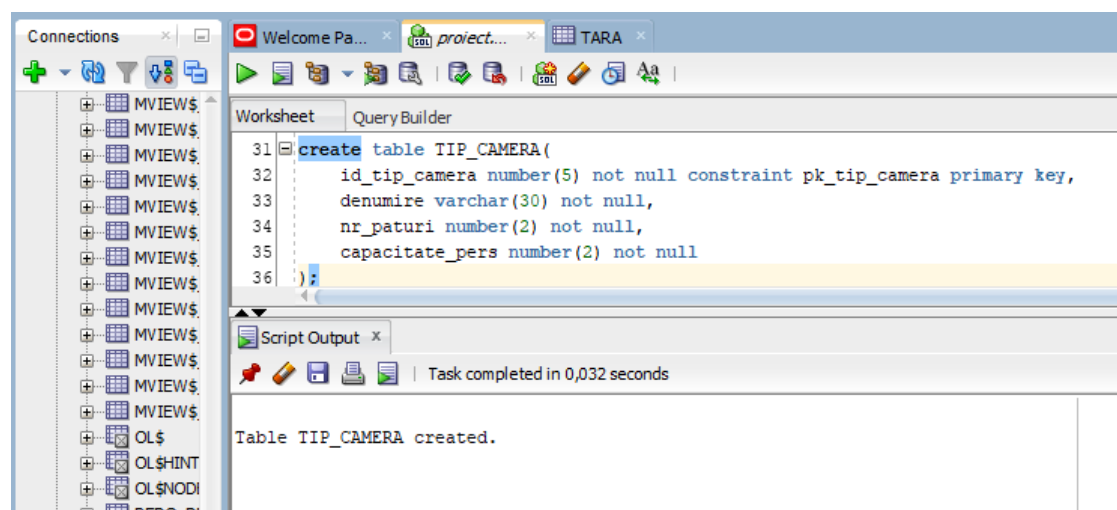 Connections
Welcome Pa...
proiect....
TARA
Worksheet
Query Builder
MVIEW$_
MVIEW$_
MVIEW$_
MVIEW$_
MVIEW$_
MVIEW$_
MVIEW$_
MVIEW$_
MVIEW$_
MVIEW$_
MVIEW$_
MVIEW$_
MVIEW$_
OL$
OL$HINT
OL$NODE
31 create table TIP_CAMERA(
32 id_tip_camera number(5) not null constraint pk_tip_camera primary key,
33 denumire varchar(30) not null,
34 nr_paturi number(2) not null,
35 capacitate_pers number(2) not null
36 );
Script Output
Task completed in 0,032 seconds
Table TIP_CAMERA created.